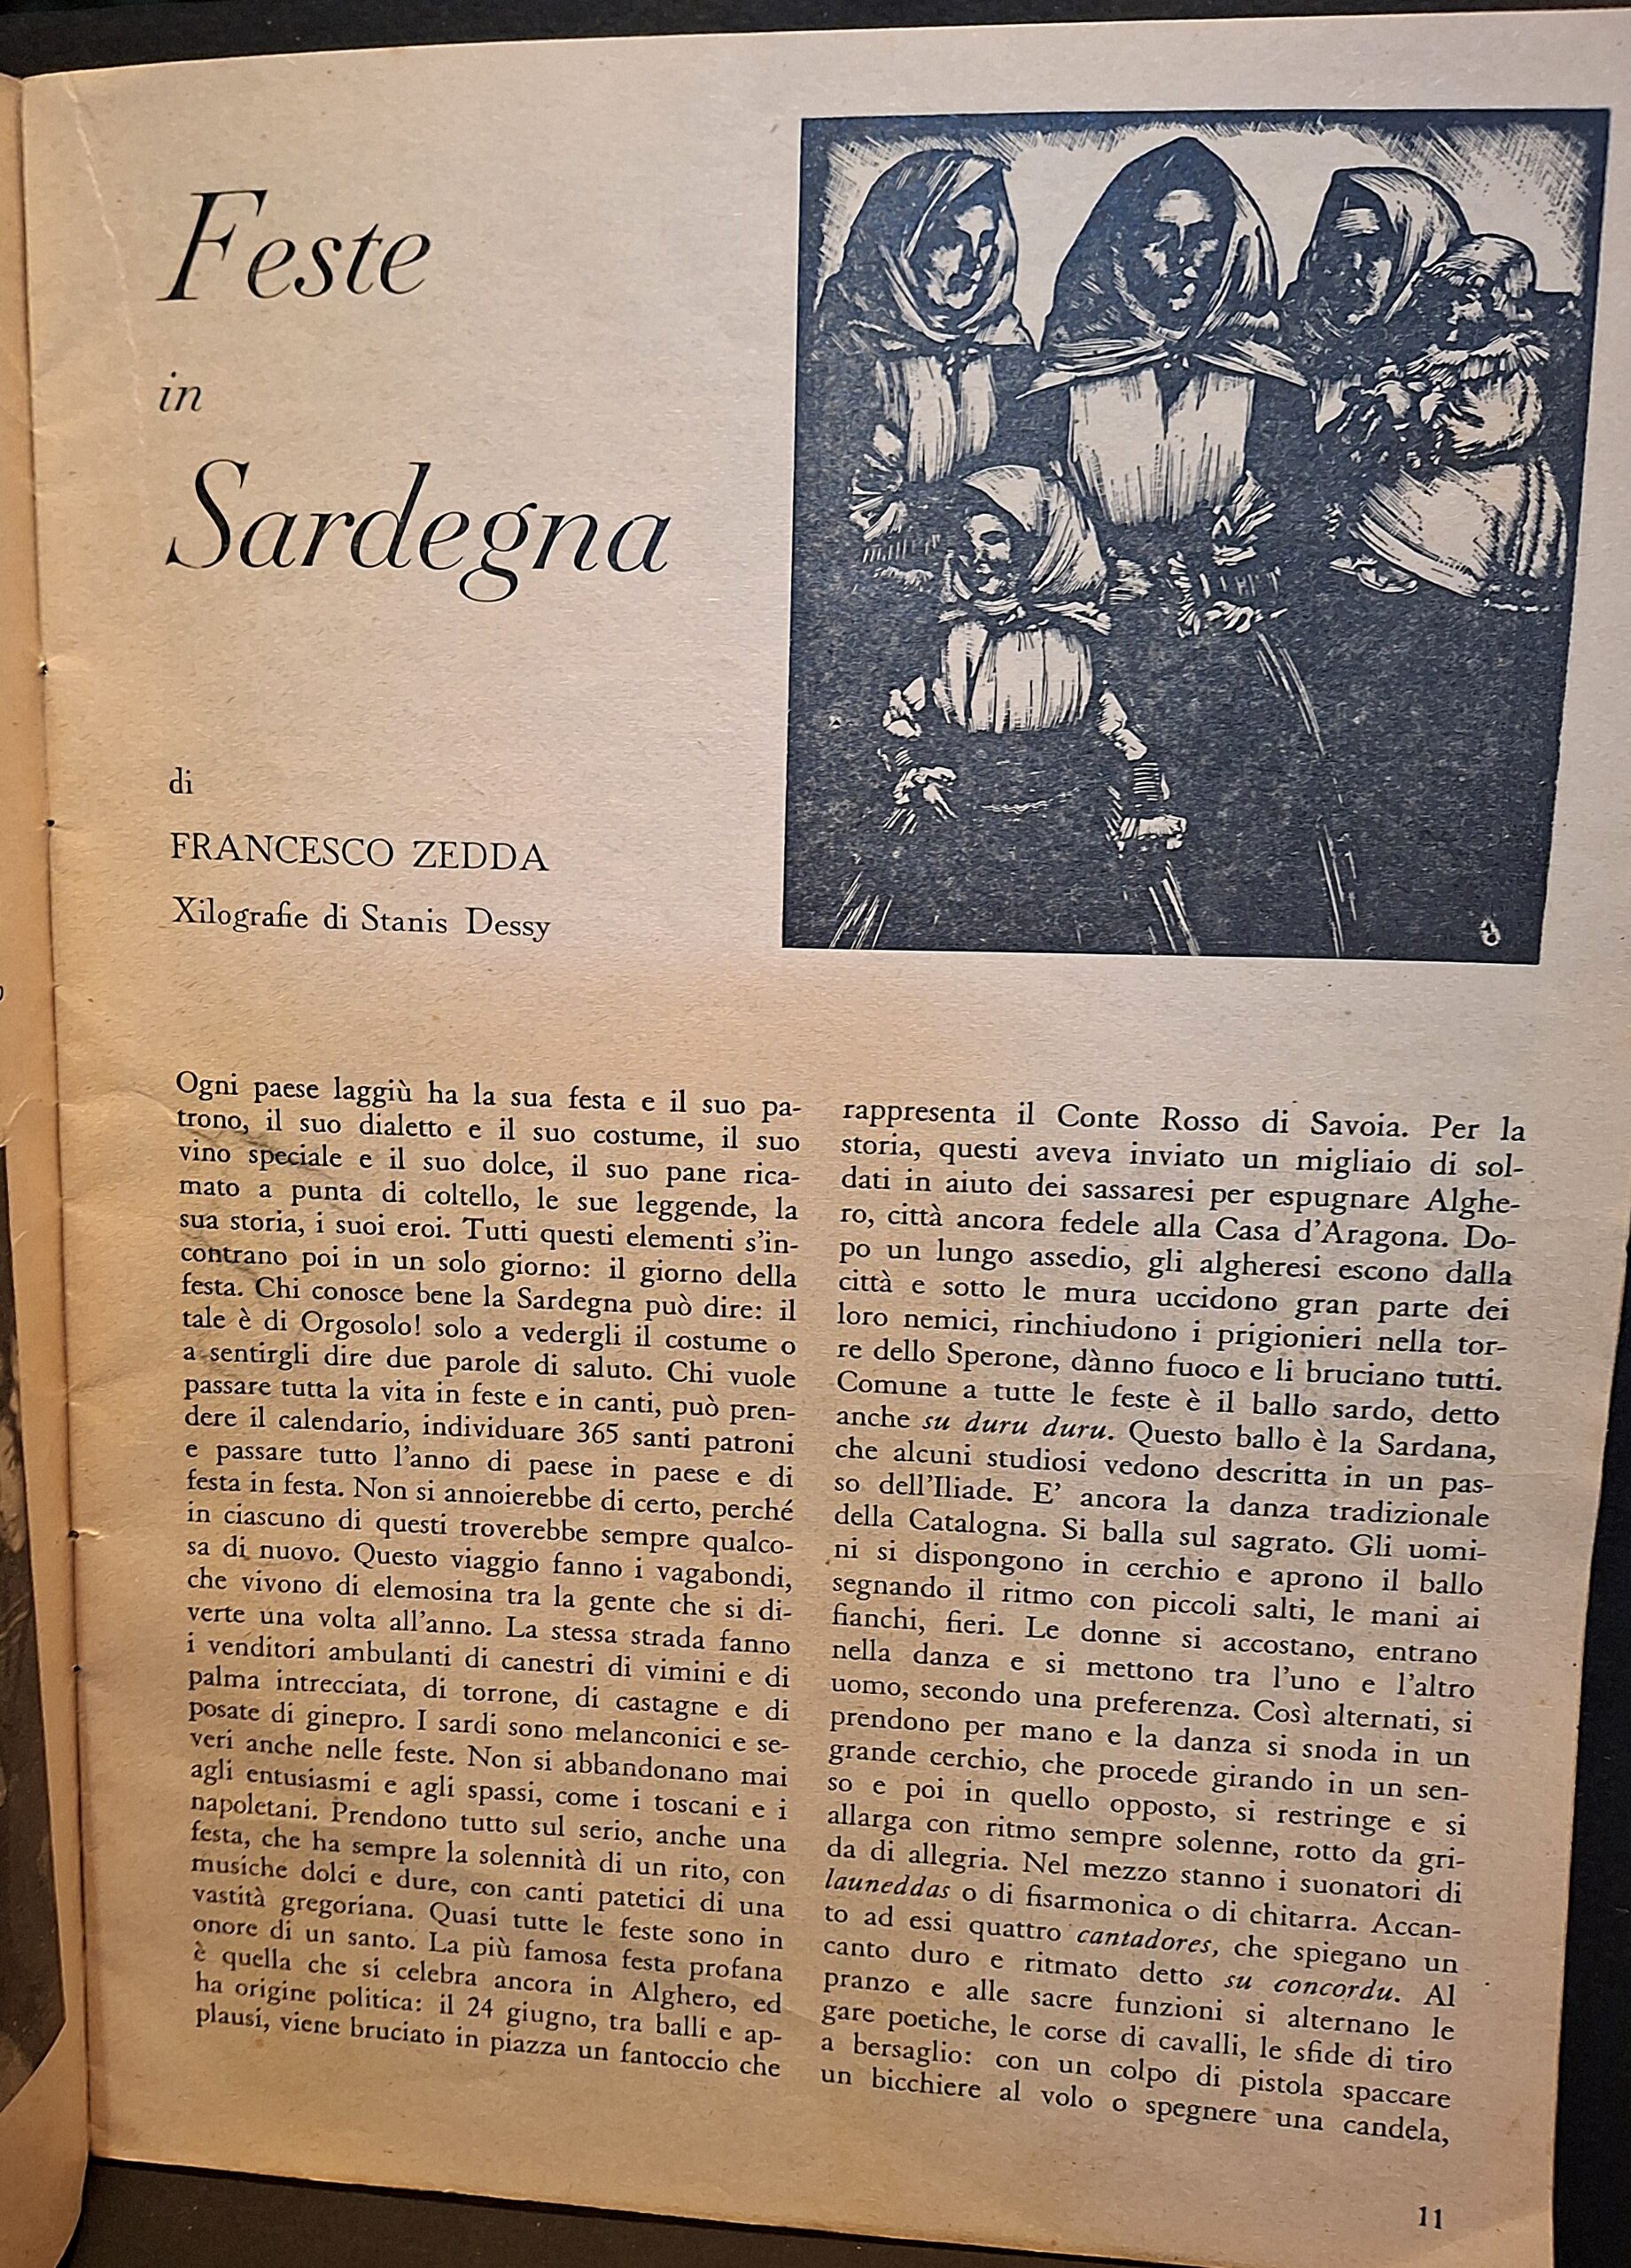 Feste
in
Sardegna
di
FRANCESCO ZEDDA
Xilografie di Stanis Dessy
Ogni paese laggiù ha la sua festa e il suo pa-
trono, il suo dialetto e il suo costume, il suo
vino speciale e il suo dolce, il suo pane rica-
mato a punta di coltello, le sue leggende, la
sua storia, i suoi eroi. Tutti questi elementi s'in-
contrano poi in un solo giorno: il giorno della
festa. Chi conosce bene la Sardegna può dire: il
tale è di Orgosolo! solo a vedergli il costume o
a sentirgli dire due parole di saluto. Chi vuole
passare tutta la vita in feste e in canti, può pren-
dere il calendario, individuare 365 santi patroni
e passare tutto l'anno di paese in paese e di
festa in festa. Non si annoierebbe di certo, perché
in ciascuno di questi troverebbe sempre qualco-
sa di nuovo. Questo viaggio fanno i vagabondi,
che vivono di elemosina tra la gente che si di-
verte una volta all'anno. La stessa strada fanno
i venditori ambulanti di canestri di vimini e di
palma intrecciata, di torrone, di castagne e di
posate di ginepro. I sardi sono melanconici e se-
veri anche nelle feste. Non si abbandonano mai
agli entusiasmi e agli spassi, come i toscani e i
napoletani. Prendono tutto sul serio, anche una
festa, che ha sempre la solennità di un rito, con
musiche dolci e dure, con canti patetici di una
vastità gregoriana. Quasi tutte le feste sono in
onore di un santo. La più famosa festa profana
è quella che si celebra ancora in Alghero, ed
ha origine politica: il 24 giugno, tra balli e ap-
plausi, viene bruciato in piazza un fantoccio che
rappresenta il Conte Rosso di Savoia. Per la
storia, questi aveva inviato un migliaio di sol-
dati in aiuto dei sassaresi per espugnare Alghe-
ro, città ancora fedele alla Casa d'Aragona. Do-
po un lungo assedio, gli algheresi escono dalla
città e sotto le mura uccidono gran parte dei
loro nemici, rinchiudono i prigionieri nella tor-
re dello Sperone, dànno fuoco e li bruciano tutti.
Comune a tutte le feste è il ballo sardo, detto
anche su duru duru. Questo ballo è la Sardana,
che alcuni studiosi vedono descritta in un pas-
so dell'Iliade. E' ancora la danza tradizionale
della Catalogna. Si balla sul sagrato. Gli uomi-
ni si dispongono in cerchio e aprono il ballo
segnando il ritmo con piccoli salti, le mani ai
fianchi, fieri. Le donne si accostano, entrano
nella danza e si mettono tra l'uno e l'altro
uomo, secondo una preferenza. Così alternati, si
prendono per mano e la danza si snoda in un
grande cerchio, che procede girando in un sen-
so e poi in quello opposto, si restringe e si
allarga con ritmo sempre solenne, rotto da gri-
da di allegria. Nel mezzo stanno i suonatori di
launeddas o di fisarmonica o di chitarra. Accan-
to ad essi quattro cantadores, che spiegano un
canto duro e ritmato detto su concordu. Al
pranzo e alle sacre funzioni si alternano le
gare poetiche, le corse di cavalli, le sfide di tiro
a bersaglio: con un colpo di pistola spaccare
un bicchiere al volo o spegnere una candela,
11